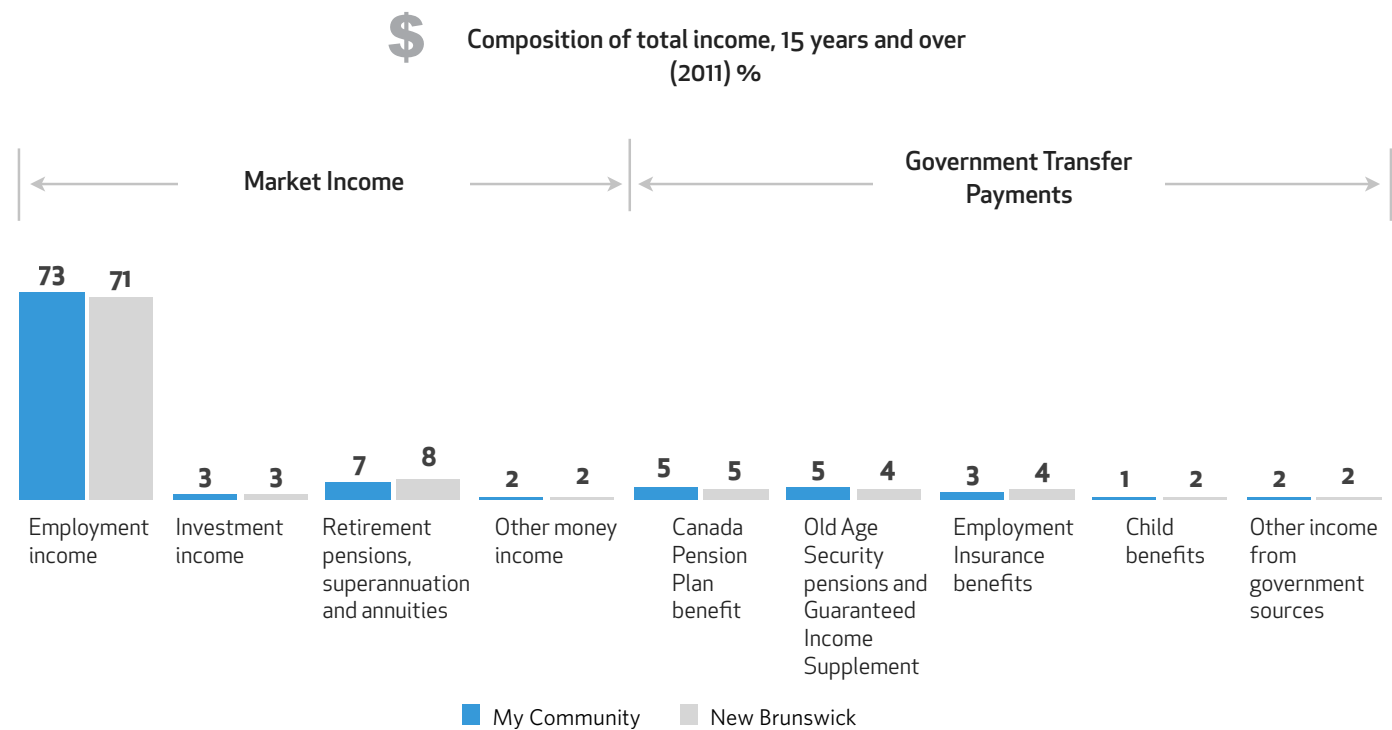 $
Composition of total income, 15 years and over
(2011) %
Market Income
Government Transfer
Payments
73
71
3
3
7
8
2
2
5
5
5
4
3
4
1
2
2
2
Employment
income
Investment
income
Retirement
pensions,
superannuation
and annuities
Other money
income
Canada
Pension
Plan
benefit
Old Age
Security
pensions and
Guaranteed
Income
Supplement
Employment
Insurance
benefits
Child
benefits
Other income
from
government
sources
My Community
New Brunswick